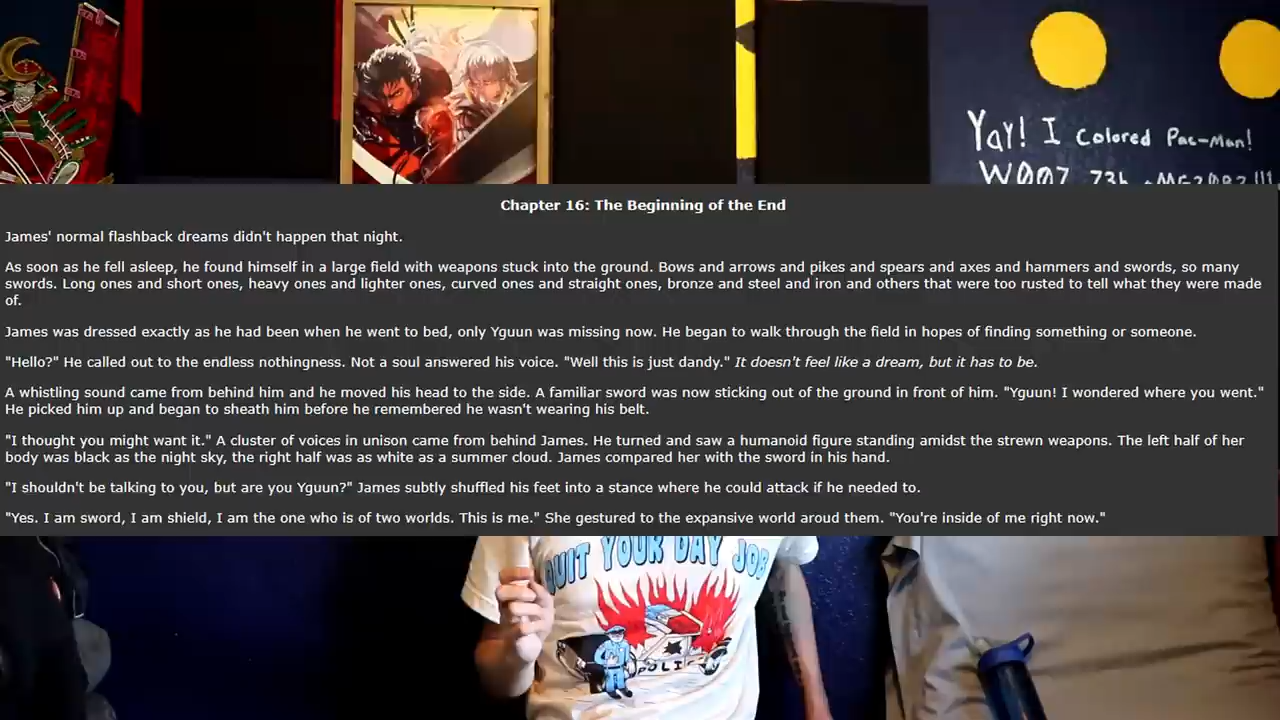 Yay! I Colored Pac-Man!
Chapter 16: The Beginning of the End
James' normal flashback dreams didn't happen that night.
As soon as he fell asleep, he found himself in a large field with weapons stuck into the ground. Bows and arrows and pikes and spears and axes and hammers and swords, so many
swords. Long ones and short ones, heavy ones and lighter ones, curved ones and straight ones, bronze and steel and iron and others that were too rusted to tell what they were made
of.
James was dressed exactly as he had been when he went to bed, only Yguun was missing now. He began to walk through the field in hopes of finding something or someone.
"Hello?" He called out to the endless nothingness. Not a soul answered his voice. "Well this is just dandy." It doesn't feel like a dream, but it has to be.
A whistling sound came from behind him and he moved his head to the side. A familiar sword was now sticking out of the ground in front of him. "Yguun! I wondered where you went."
He picked him up and began to sheath him before he remembered he wasn't wearing his belt.
"I thought you might want it." A cluster of voices in unison came from behind James. He turned and saw a humanoid figure standing amidst the strewn weapons. The left half of her
body was black as the night sky, the right half was as white as a summer cloud. James compared her with the sword in his hand.
"I shouldn't be talking to you, but are you Yguun?" James subtly shuffled his feet into a stance where he could attack if he needed to.
"Yes. I am sword, I am shield, I am the one who is of two worlds. This is me." She gestured to the expansive world aroud them. "You're inside of me right now."
QUIT YOUR DAY JOB
POLICE